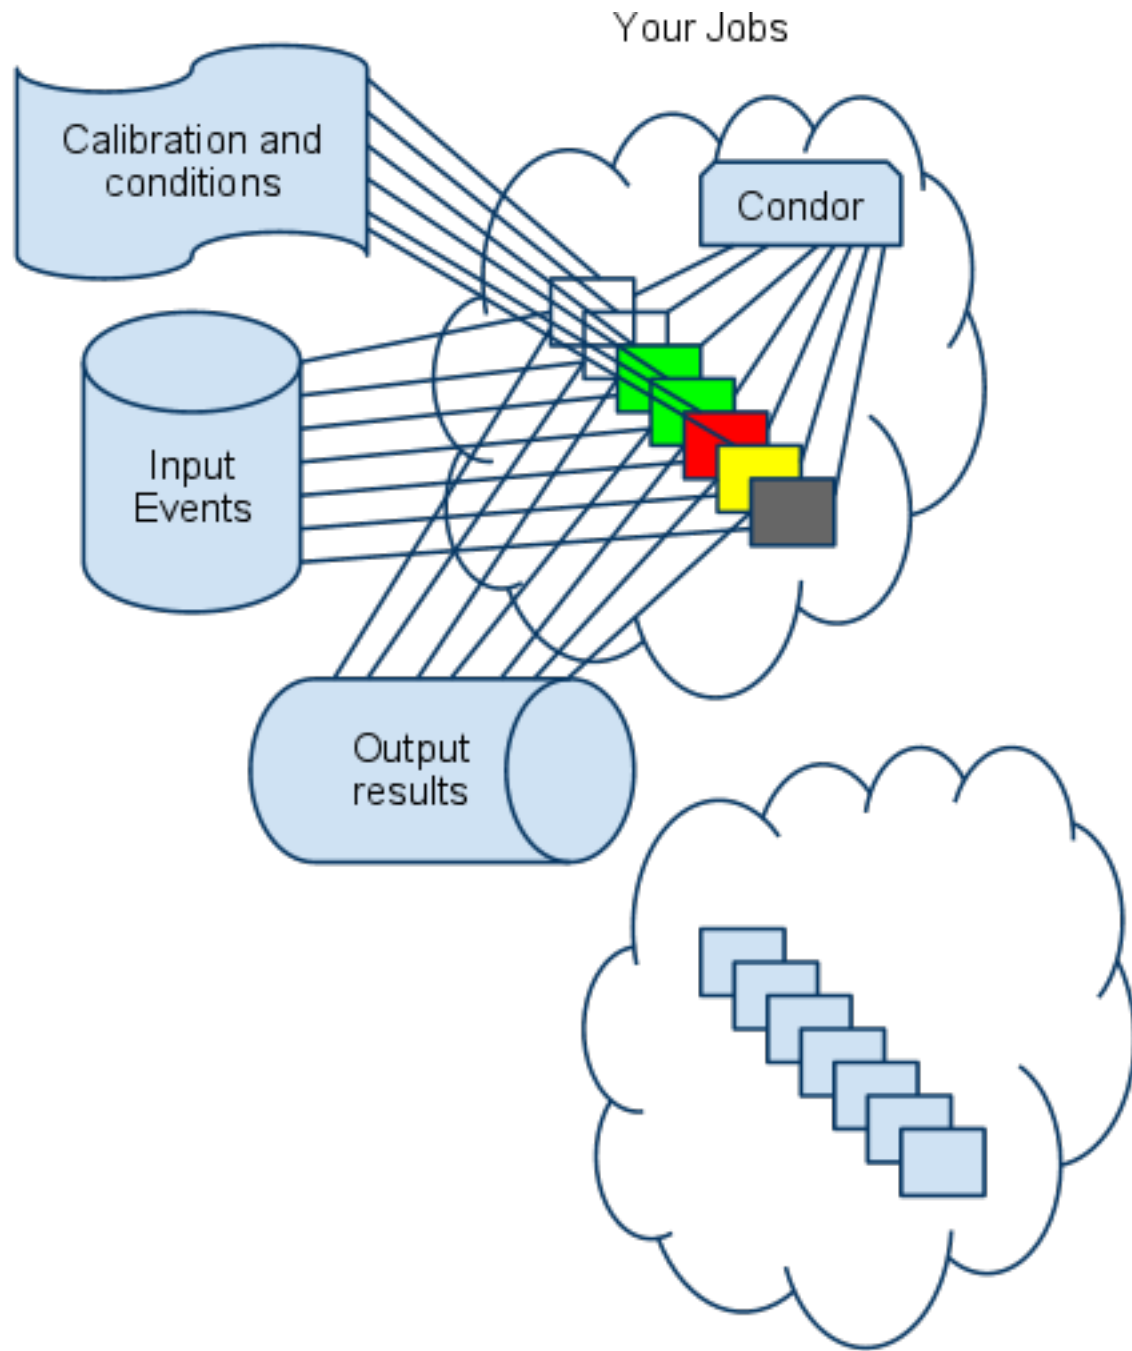 Your Jobs
Calibration and
conditions
Condor
Input
Events
Output
results